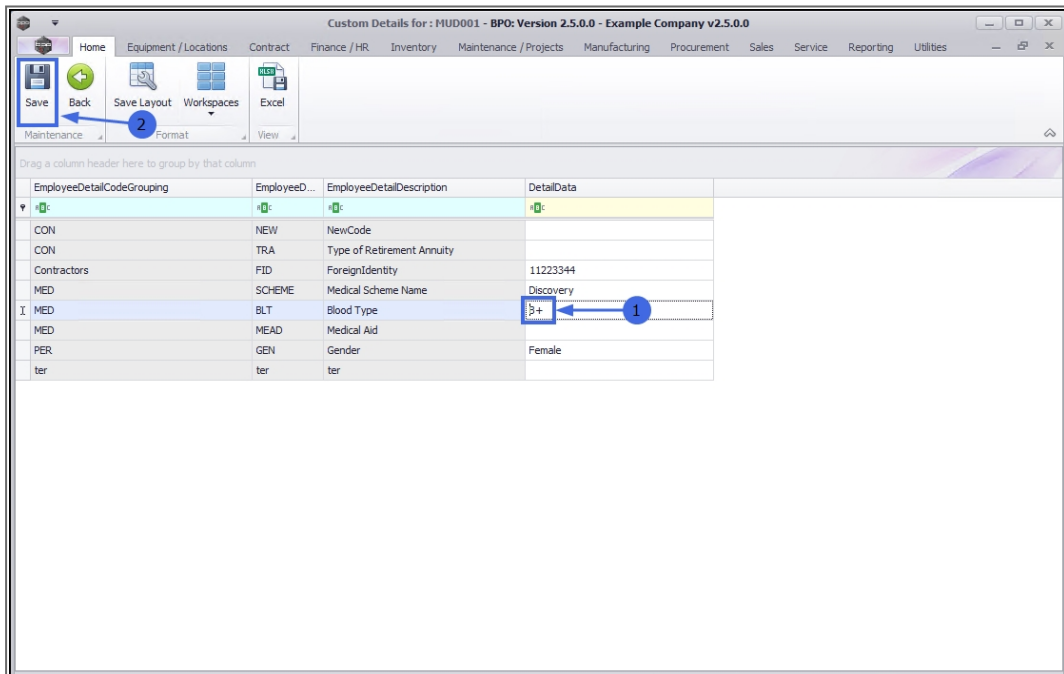 Custom Details for : MUD001 - BPO: Version 2.5.0.0 - Example Company v2.5.0.0
Home Equipment / Locations Contract Finance / HR Inventory Maintenance / Projects Manufacturing Procurement Sales Service Reporting Utilities
XLSX
Save Back Save Layout Workspaces Excel
2
Maintenance Format View
Drag a column header here to group by that column
EmployeeDetailCodeGrouping EmployeeD... EmployeeDetailDescription DetailData
CON NEW NewCode
CON TRA Type of Retirement Annuity
Contractors FID ForeignIdentity 11223344
MED SCHEME Medical Scheme Name Discovery
MED BLT Blood Type 1
MED MEAD Medical Aid
PER GEN Gender Female
ter ter ter